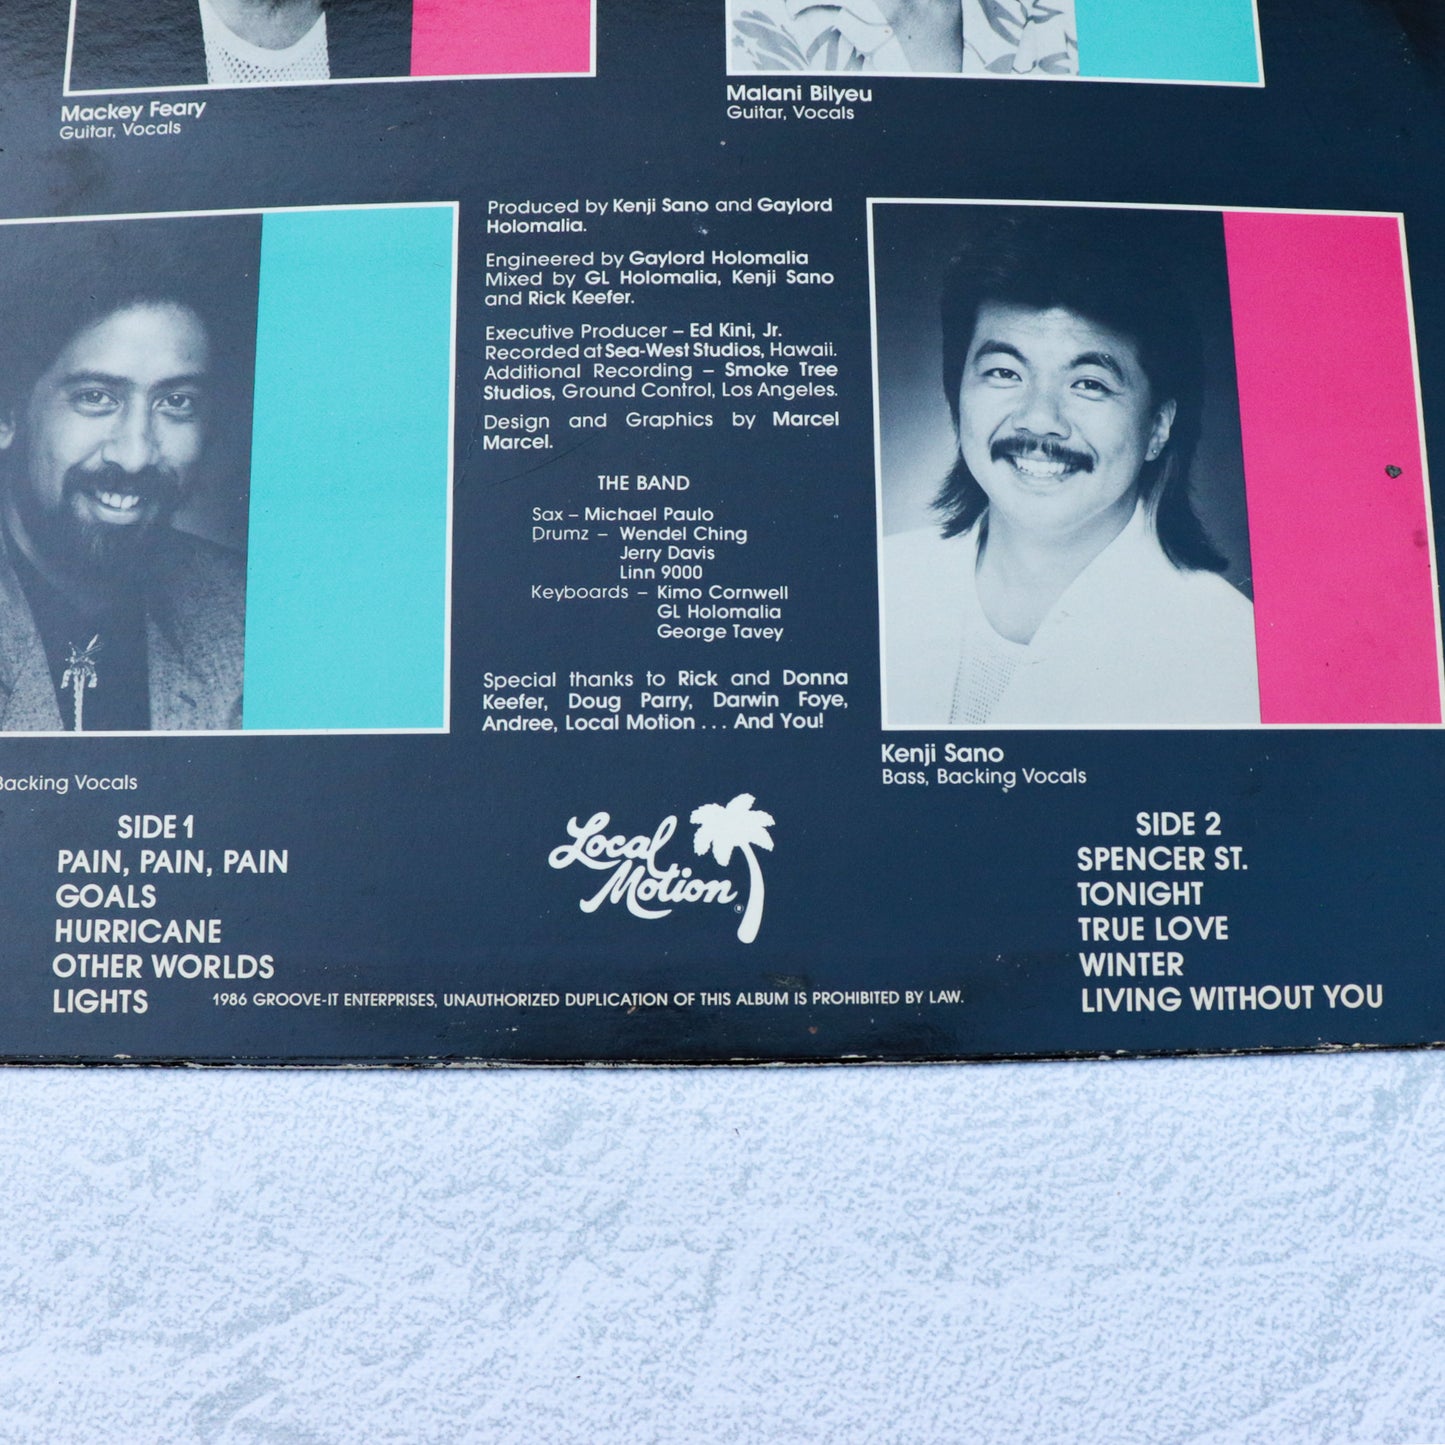 Mackey Feary
Guitar, Vocals
Malani Bilyeu
Guitar, Vocals
Produced by Kenji Sano and Gaylord
Holomalia.
Engineered by Gaylord Holomalia
Mixed by GL Holomalia, Kenji Sano
and Rick Keefer.
Executive Producer – Ed Kini, Jr.
Recorded at Sea-West Studios, Hawaii.
Additional Recording – Smoke Tree
Studios, Ground Control, Los Angeles.
Design and Graphics by Marcel
Marcel.
THE BAND
Sax – Michael Paulo
Drumz – Wendel Ching
Jerry Davis
Linn 9000
Keyboards – Kimo Cornwell
GL Holomalia
George Tavey
Special thanks to Rick and Donna
Keefer, Doug Parry, Darwin Foye,
Andree, Local Motion . . . And You!
Backing Vocals
Kenji Sano
Bass, Backing Vocals
SIDE 1
PAIN, PAIN, PAIN
GOALS
HURRICANE
OTHER WORLDS
LIGHTS
Local
Motion®
SIDE 2
SPENCER ST.
TONIGHT
TRUE LOVE
WINTER
LIVING WITHOUT YOU
1986 GROOVE-IT ENTERPRISES, UNAUTHORIZED DUPLICATION OF THIS ALBUM IS PROHIBITED BY LAW.